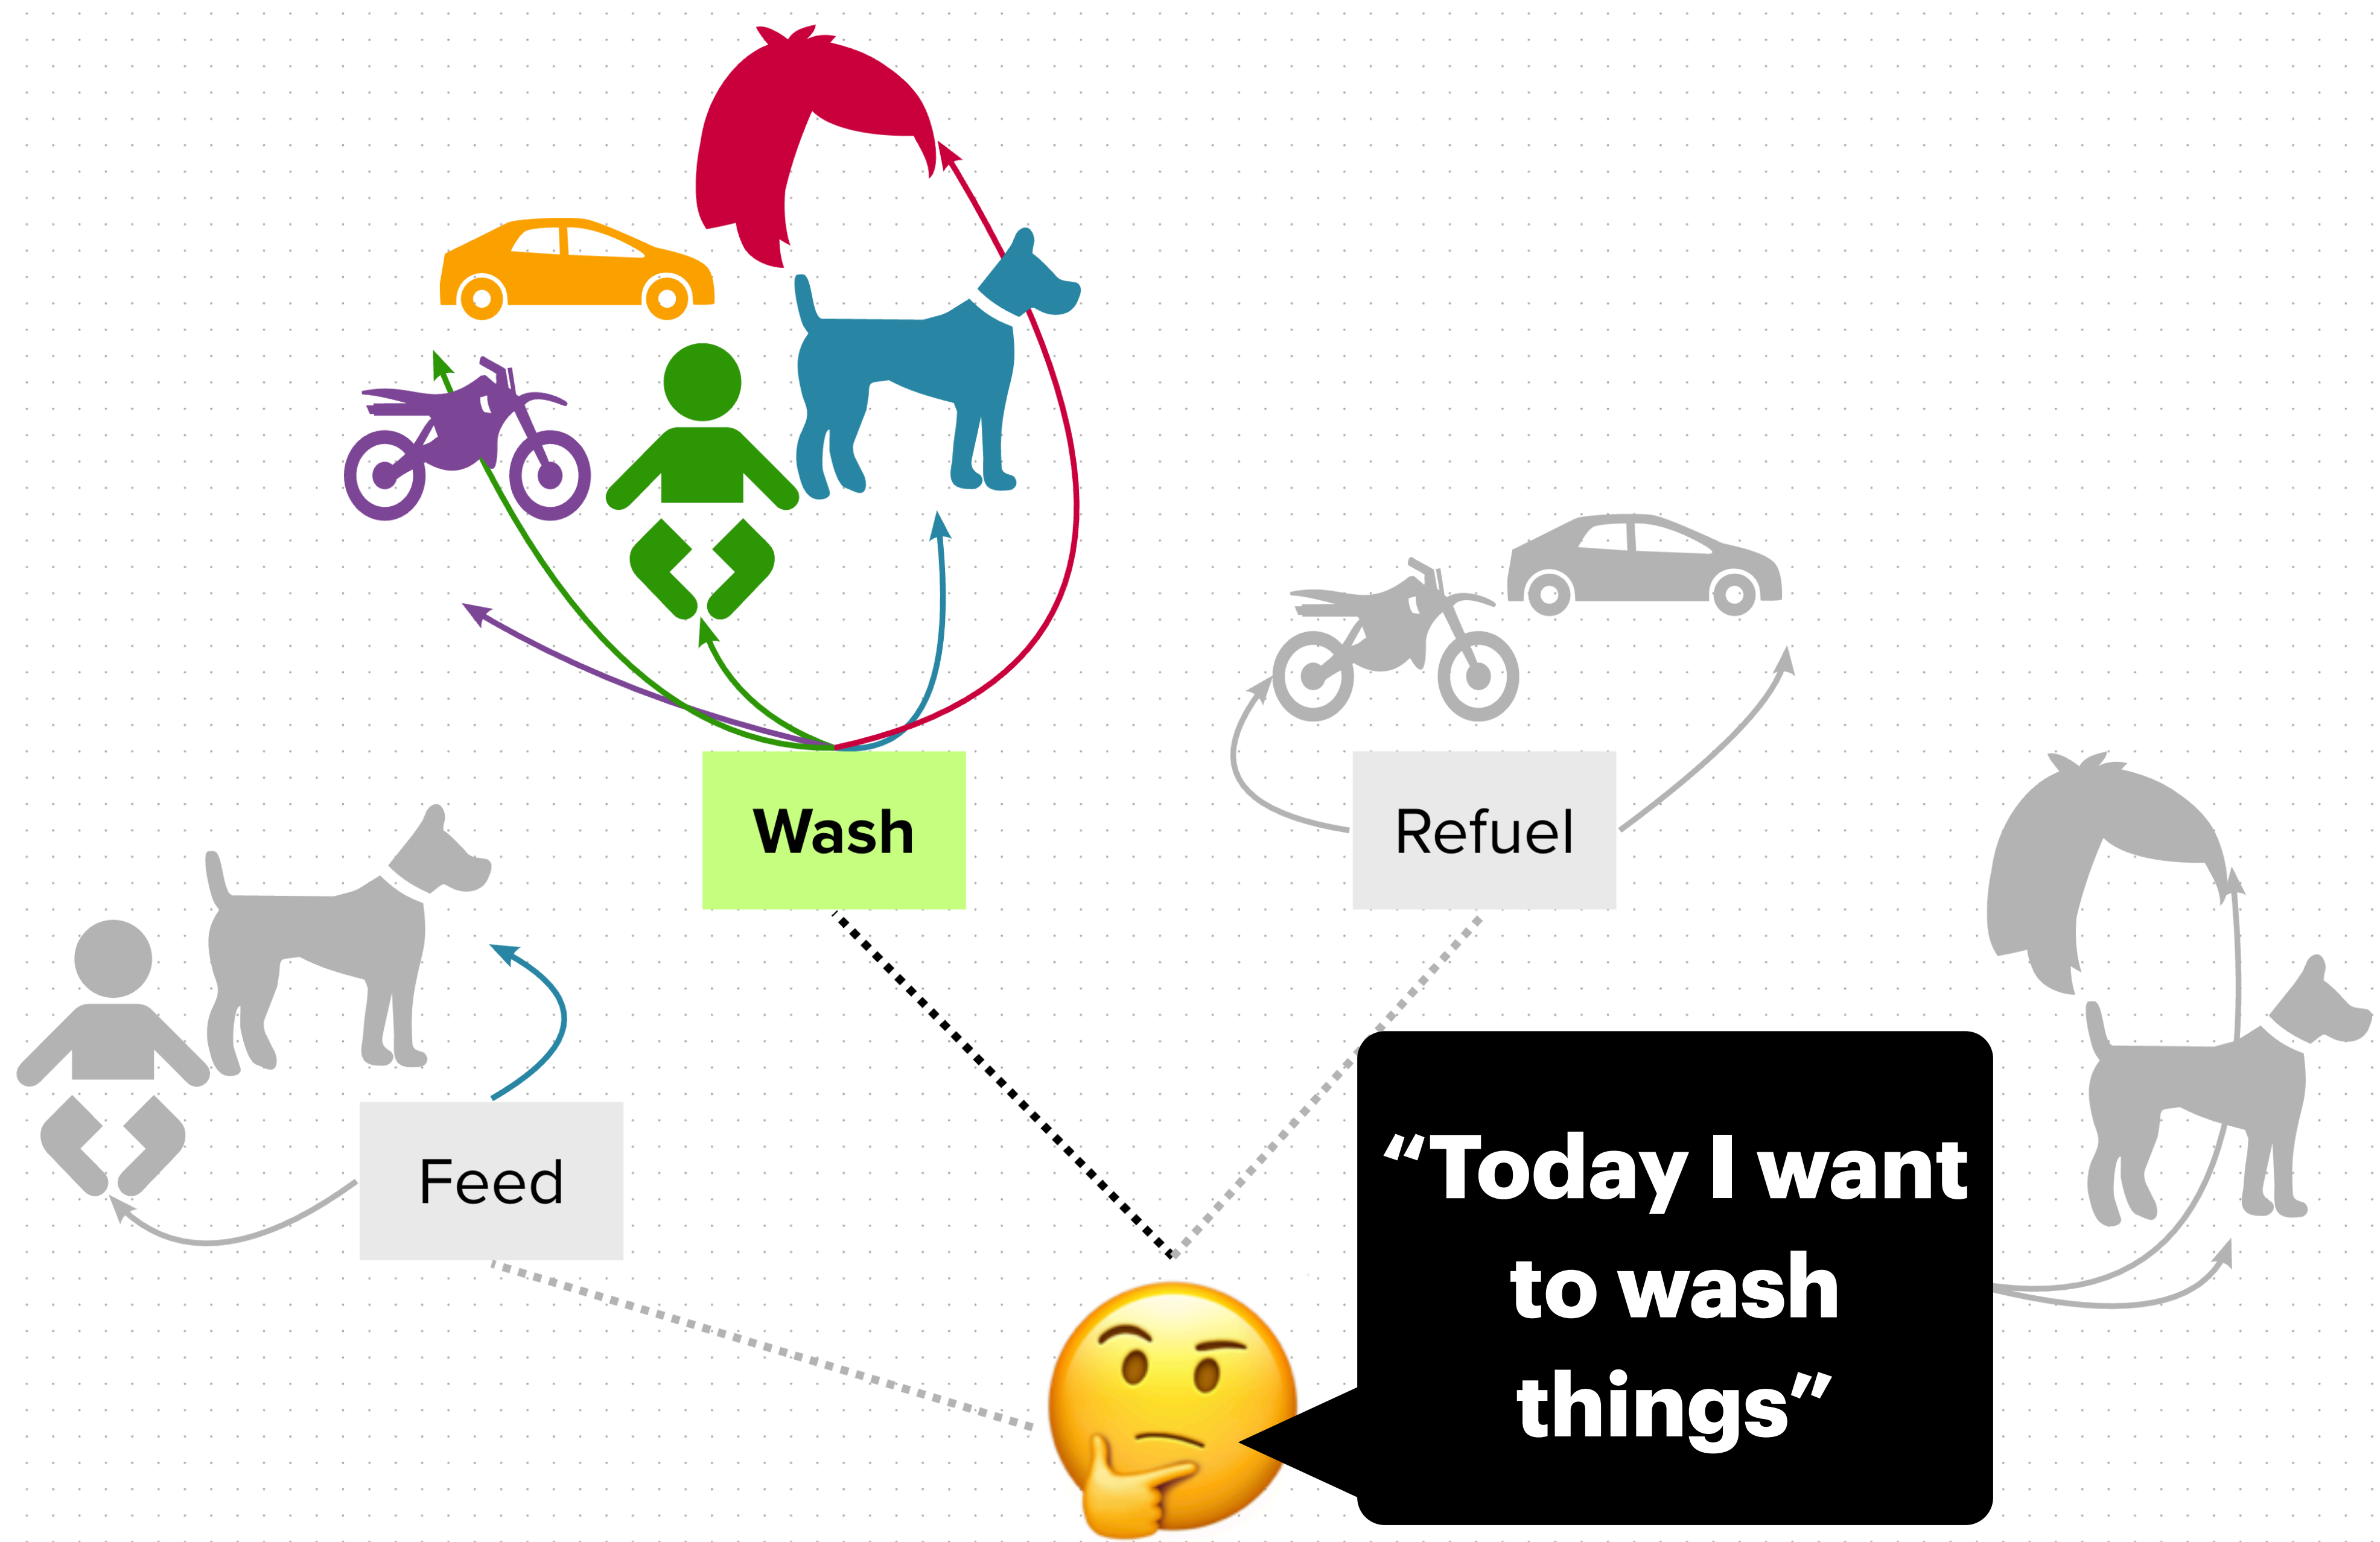 Wash
Refuel
Feed
“Today I want
to wash
things”